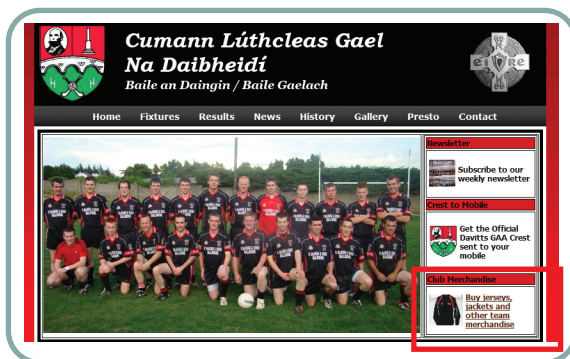 Cumann Lúthcleas Gael
Na Daibheidí
Baile an Daingin / Baile Gaelach
EIRE
Home Fixtures Results News History Gallery Presto Contact
Newsletter
Subscribe to our
weekly newsletter
Crest to Mobile
Get the Official
Davitts GAA Crest
sent to your
mobile
Club Merchandise
Buy jerseys,
jackets and
other team
merchandise